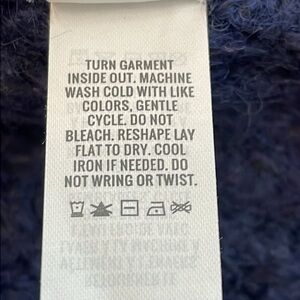 TURN GARMENT
INSIDE OUT. MACHINE
WASH COLD WITH LIKE
COLORS, GENTLE
CYCLE. DO NOT
BLEACH. RESHAPE LAY
FLAT TO DRY. COOL
IRON IF NEEDED. DO
NOT WRING OR TWIST.